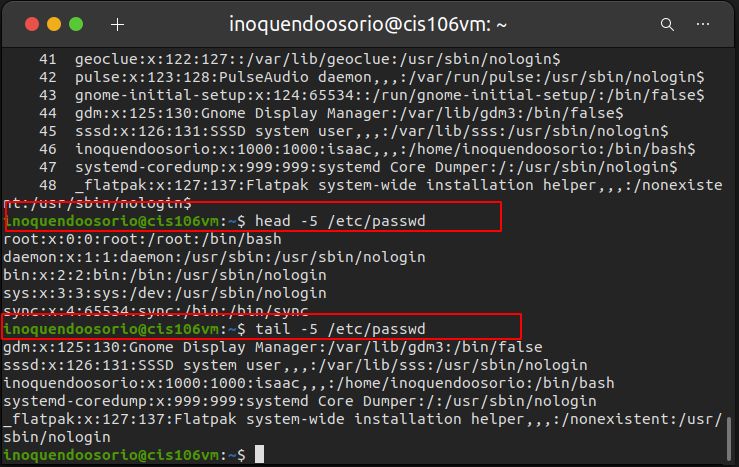 inoquendoosorio@cis106vm: ~
41  geoclue:x:122:127::/var/lib/geoclue:/usr/sbin/nologin$
42  pulse:x:123:128:PulseAudio daemon,,,:/var/run/pulse:/usr/sbin/nologin$
43  gnome-initial-setup:x:124:65534::/run/gnome-initial-setup/:/bin/false$
44  gdm:x:125:130:Gnome Display Manager:/var/lib/gdm3:/bin/false$
45  sssd:x:126:131:SSSD system user,,,:/var/lib/sss:/usr/sbin/nologin$
46  inoquendoosorio:x:1000:1000:isaac,,,:/home/inoquendoosorio:/bin/bash$
47  systemd-coredump:x:999:999:systemd Core Dumper:/:/usr/sbin/nologin$
48  _flatpak:x:127:137:Flatpak system-wide installation helper,,,:/nonexiste
nt:/usr/sbin/nologin$
inoquendoosorio@cis106vm:~$ head -5 /etc/passwd
root:x:0:0:root:/root:/bin/bash
daemon:x:1:1:daemon:/usr/sbin:/usr/sbin/nologin
bin:x:2:2:bin:/bin:/usr/sbin/nologin
sys:x:3:3:sys:/dev:/usr/sbin/nologin
sync:x:4:65534:sync:/bin:/bin/sync
inoquendoosorio@cis106vm:~$ tail -5 /etc/passwd
gdm:x:125:130:Gnome Display Manager:/var/lib/gdm3:/bin/false
sssd:x:126:131:SSSD system user,,,:/var/lib/sss:/usr/sbin/nologin
inoquendoosorio:x:1000:1000:isaac,,,:/home/inoquendoosorio:/bin/bash
systemd-coredump:x:999:999:systemd Core Dumper:/:/usr/sbin/nologin
_flatpak:x:127:137:Flatpak system-wide installation helper,,,:/nonexistent:/usr/
sbin/nologin
inoquendoosorio@cis106vm:~$